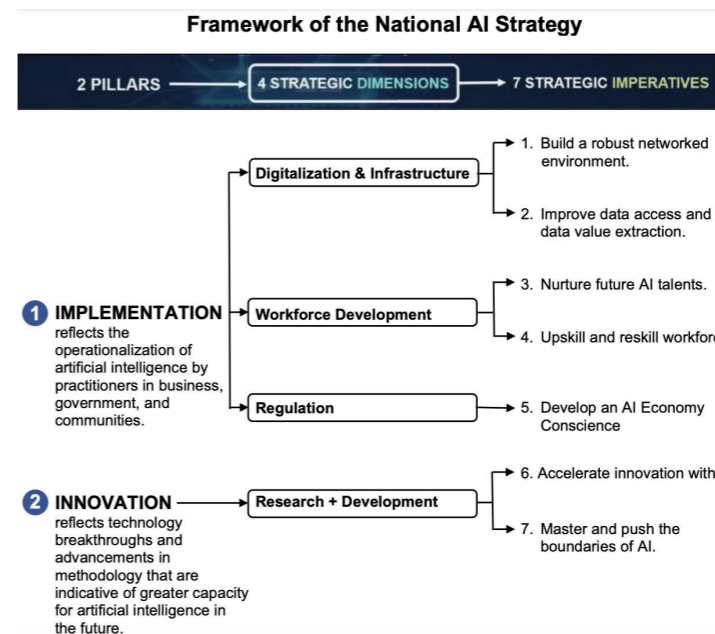 Framework of the National AI Strategy
2 PILLARS
4 STRATEGIC DIMENSIONS
7 STRATEGIC IMPERATIVES
1 IMPLEMENTATION
reflects the
operationalization of
artificial intelligence by
practitioners in business,
government, and
communities.
Digitalization & Infrastructure
1. Build a robust networked
environment.
2. Improve data access and
data value extraction.
Workforce Development
3. Nurture future AI talents.
4. Upskill and reskill
Regulation
5. Develop an AI Economy
Conscience
2 INNOVATION
reflects technology
breakthroughs and
advancements in
methodology that are
indicative of greater capacity
for artificial intelligence in
the future.
Research + Development
6. Accelerate innovation with
7. Master and push the
boundaries of AI.